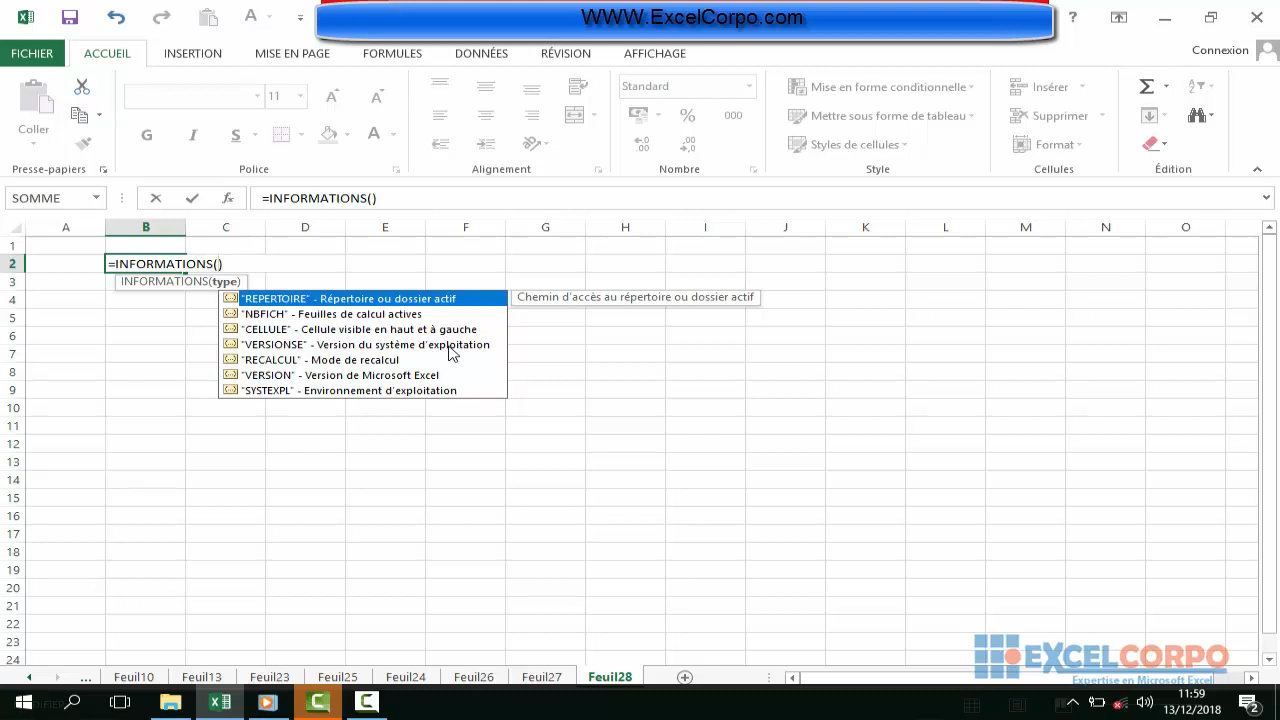 WWW.ExcelCorpo.com
?
FICHIER ACCUEIL INSERTION MISE EN PAGE FORMULES DONNÉES RÉVISION AFFICHAGE Connexion
Coller
Presse-papiers
11
G I S A
Police
Alignement
Standard
% 000
Nombre
Mise en forme conditionnelle
Mettre sous forme de tableau
Styles de cellules
Style
Insérer
Supprimer
Format
Cellules
Édition
SOMME fx =INFORMATIONS()
A B C D E F G H I J K L M N O
1
2 =INFORMATIONS()
3 INFORMATIONS(type)
4 "REPERTOIRE" - Répertoire ou dossier actif Chemin d'accès au répertoire ou dossier actif
"NBFICH" - Feuilles de calcul actives
5 "CELLULE" - Cellule visible en haut et à gauche
6 "VERSIONSE" - Version du système d'exploitation
7 "RECALCUL" - Mode de recalcul
8 "VERSION" - Version de Microsoft Excel
9 "SYSTEXPL" - Environnement d'exploitation
10
11
12
13
14
15
16
17
18
19
20
21
22
23
24
EXCELCORPO
Expertise en Microsoft Excel
... Feuil10 Feuil13 Feuil23 Feuil25 Feuil24 Feuil26 Feuil27 Feuil28
11:59
13/12/2018
2